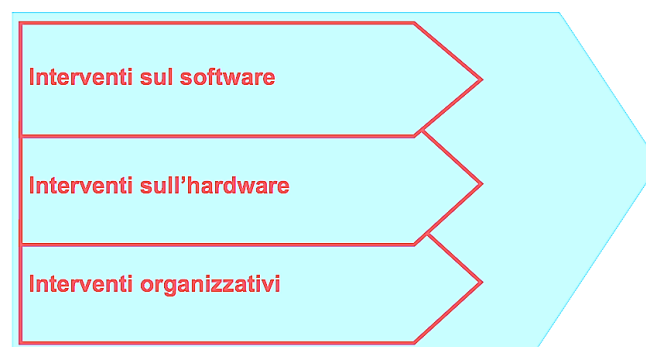 Interventi sul software
Interventi sull’hardware
Interventi organizzativi